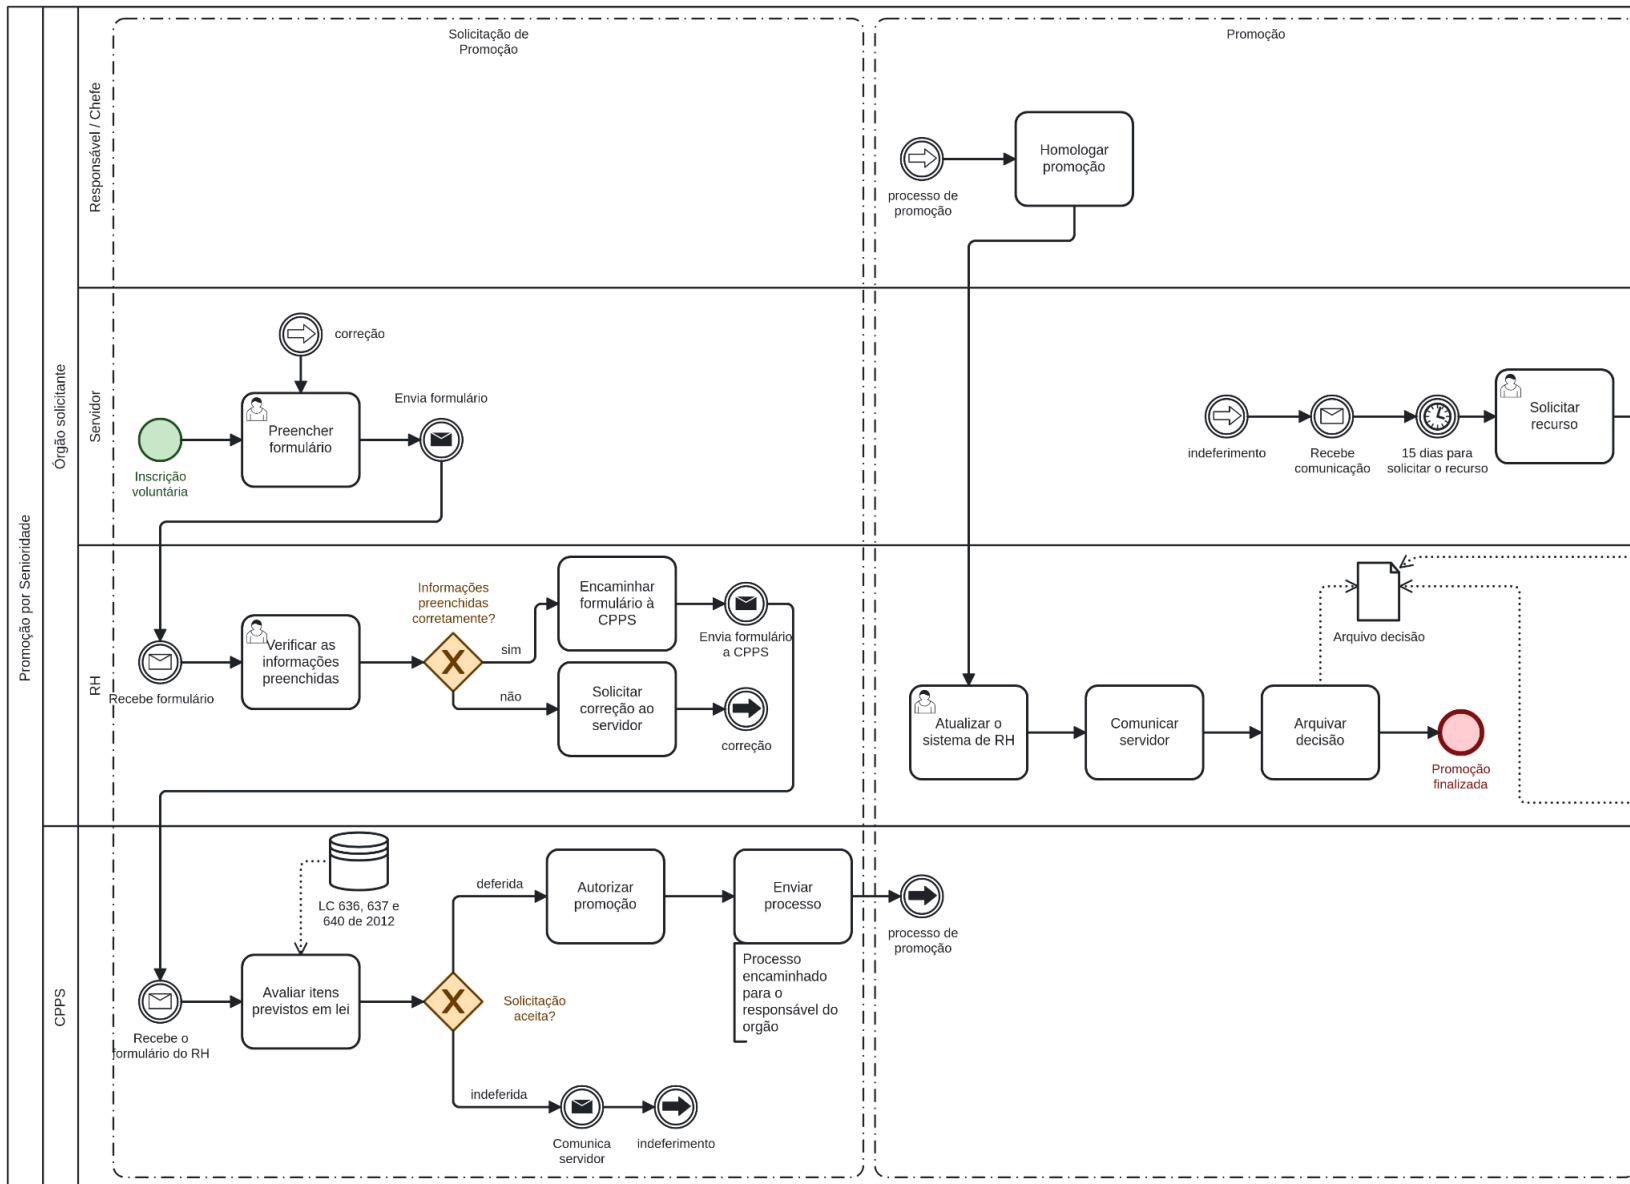 Promoção por Senioridade
Órgão solicitante
Responsável / Chefe
Servidor
RH
CPPS
Solicitação de
Promoção
Promoção
processo de
promoção
Homologar
promoção
correção
Inscrição
voluntária
Preencher
formulário
Envia formulário
indeferimento
Recebe
comunicação
15 dias para
solicitar o recurso
Solicitar
recurso
Recebe formulário
Verificar as
informações
preenchidas
Informações
preenchidas
corretamente?
sim
não
Encaminhar
formulário à
CPPS
Envia formulário
a CPPS
Solicitar
correção ao
servidor
correção
Arquivo decisão
Atualizar o
sistema de RH
Comunicar
servidor
Arquivar
decisão
Promoção
finalizada
Recebe o
formulário do RH
LC 636, 637 e
640 de 2012
Avaliar itens
previstos em lei
Solicitação
aceita?
deferida
indeferida
Autorizar
promoção
Enviar
processo
Processo
encaminhado
para o
responsável do
orgão
processo de
promoção
Comunica
servidor
indeferimento